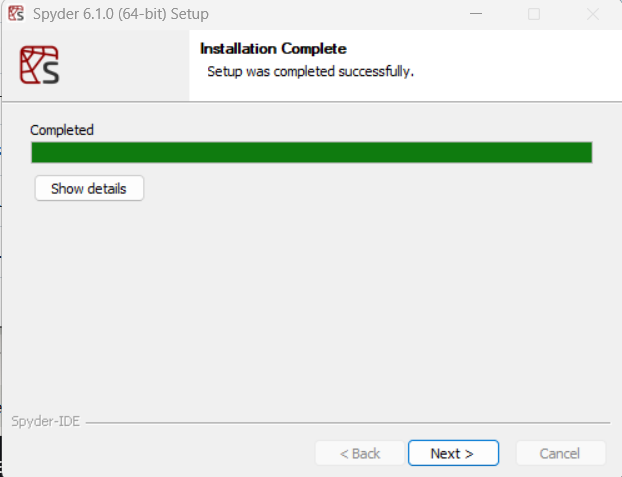 Spyder 6.1.0 (64-bit) Setup
S
Installation Complete
Setup was completed successfully.
Completed
Show details
Spyder-IDE
< Back
Next >
Cancel